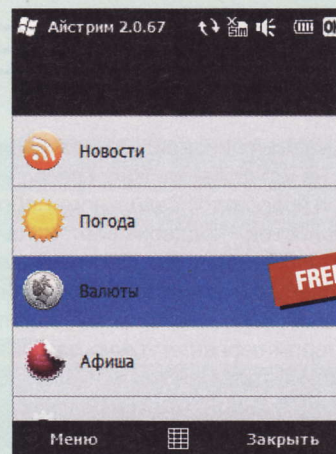 Айстрим 2.0.67
Новости
Погода
Валюты
FREE
Афиша
Меню
Закрыть